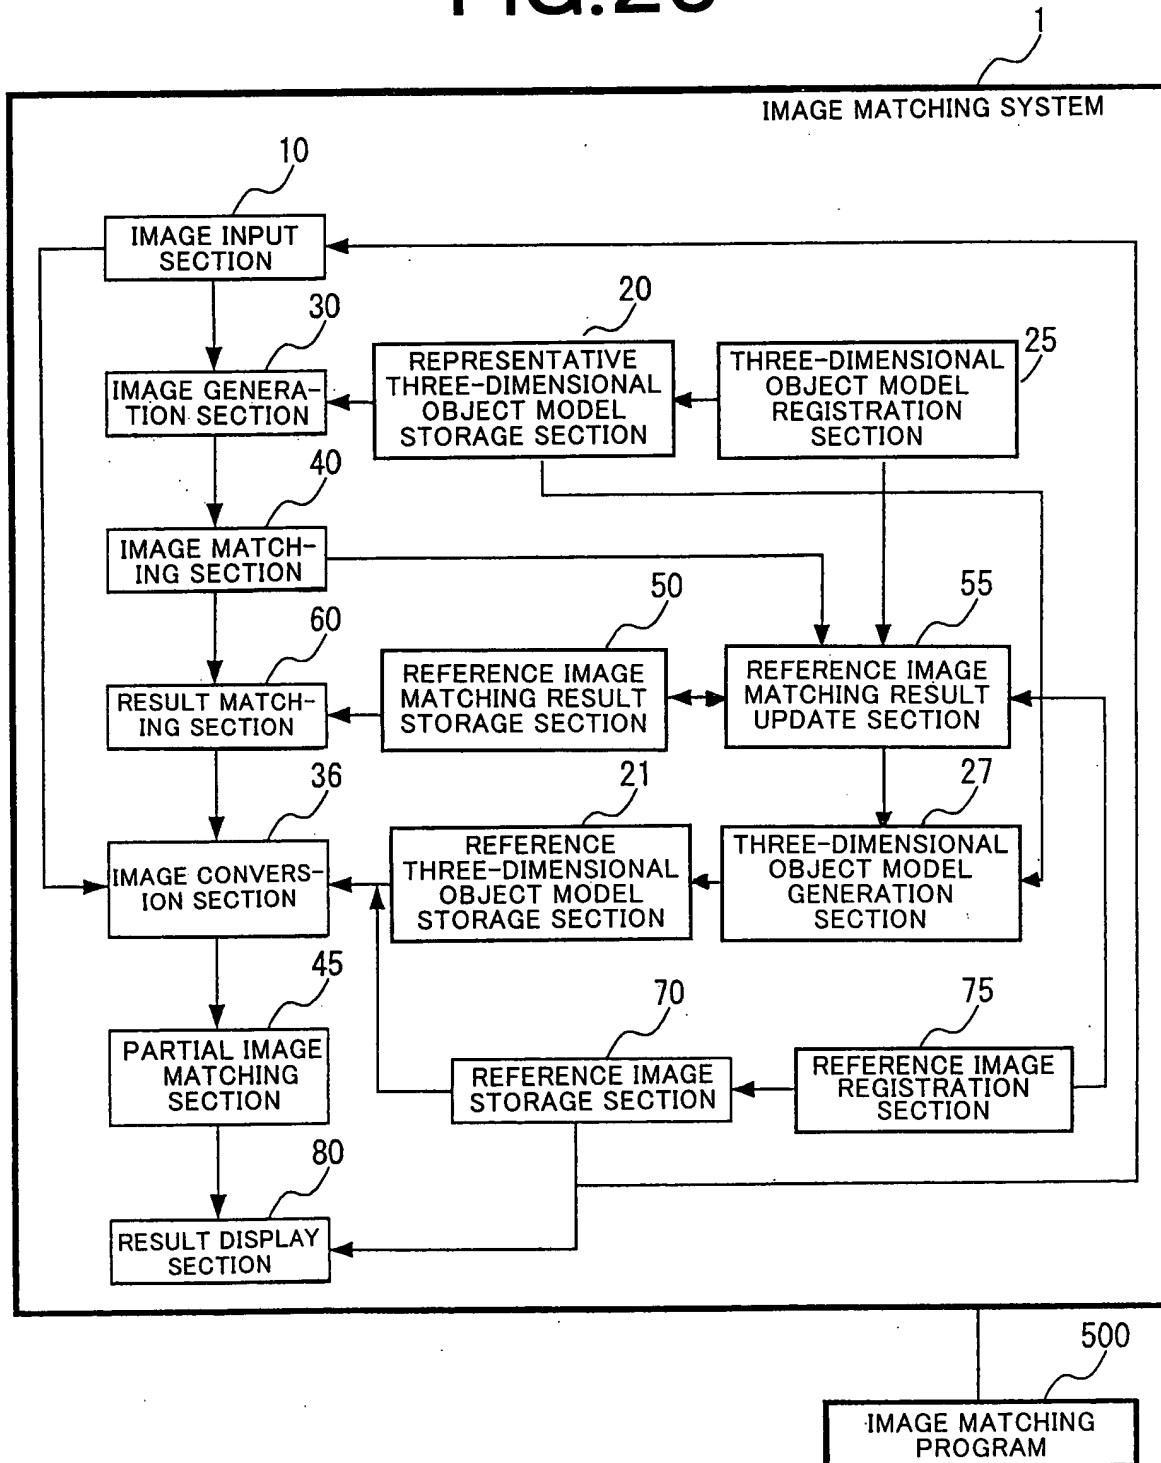 1
IMAGE MATCHING SYSTEM
10
IMAGE INPUT
SECTION
30
IMAGE GENERA-
TION SECTION
20
REPRESENTATIVE
THREE-DIMENSIONAL
OBJECT MODEL
STORAGE SECTION
25
THREE-DIMENSIONAL
OBJECT MODEL
REGISTRATION
SECTION
40
IMAGE MATCH-
ING SECTION
60
RESULT MATCH-
ING SECTION
50
REFERENCE IMAGE
MATCHING RESULT
STORAGE SECTION
55
REFERENCE IMAGE
MATCHING RESULT
UPDATE SECTION
36
IMAGE CONVERS-
ION SECTION
21
REFERENCE
THREE-DIMENSIONAL
OBJECT MODEL
STORAGE SECTION
27
THREE-DIMENSIONAL
OBJECT MODEL
GENERATION
SECTION
45
PARTIAL IMAGE
MATCHING
SECTION
70
REFERENCE IMAGE
STORAGE SECTION
75
REFERENCE IMAGE
REGISTRATION
SECTION
80
RESULT DISPLAY
SECTION
500
IMAGE MATCHING
PROGRAM